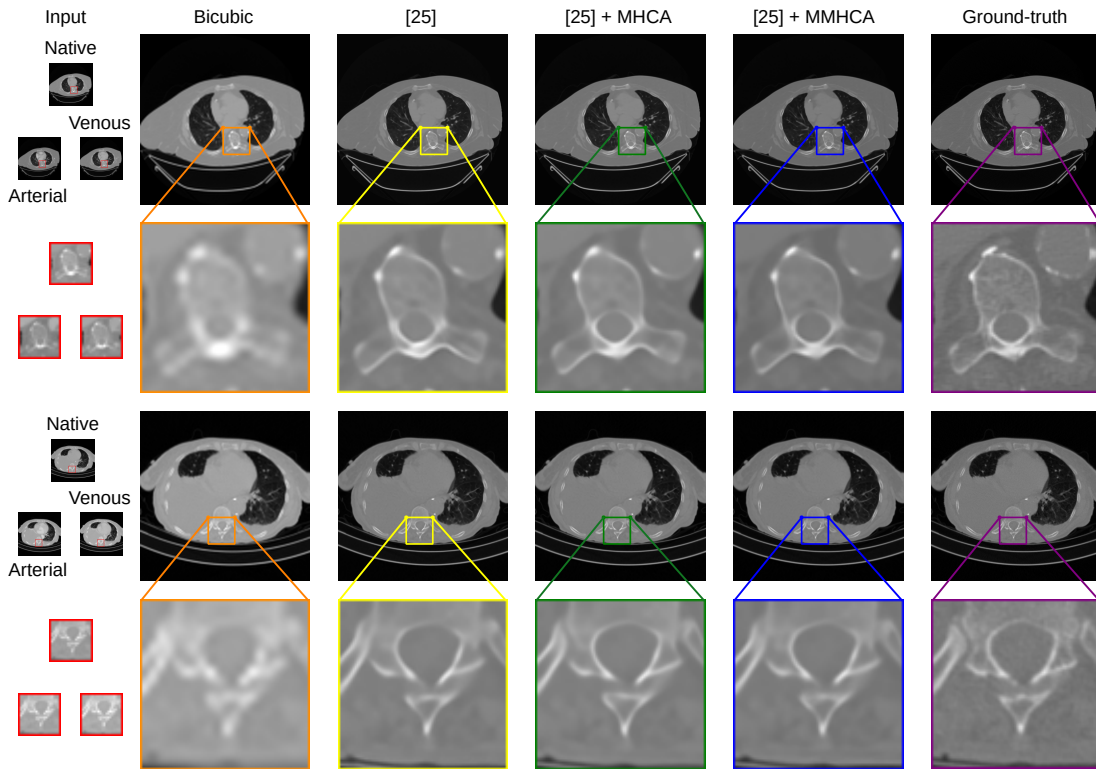 Input
Bicubic
[25]
[25] + MHCA
[25] + MMHCA
Ground-truth
Native
Venous
Arterial
Native
Venous
Arterial